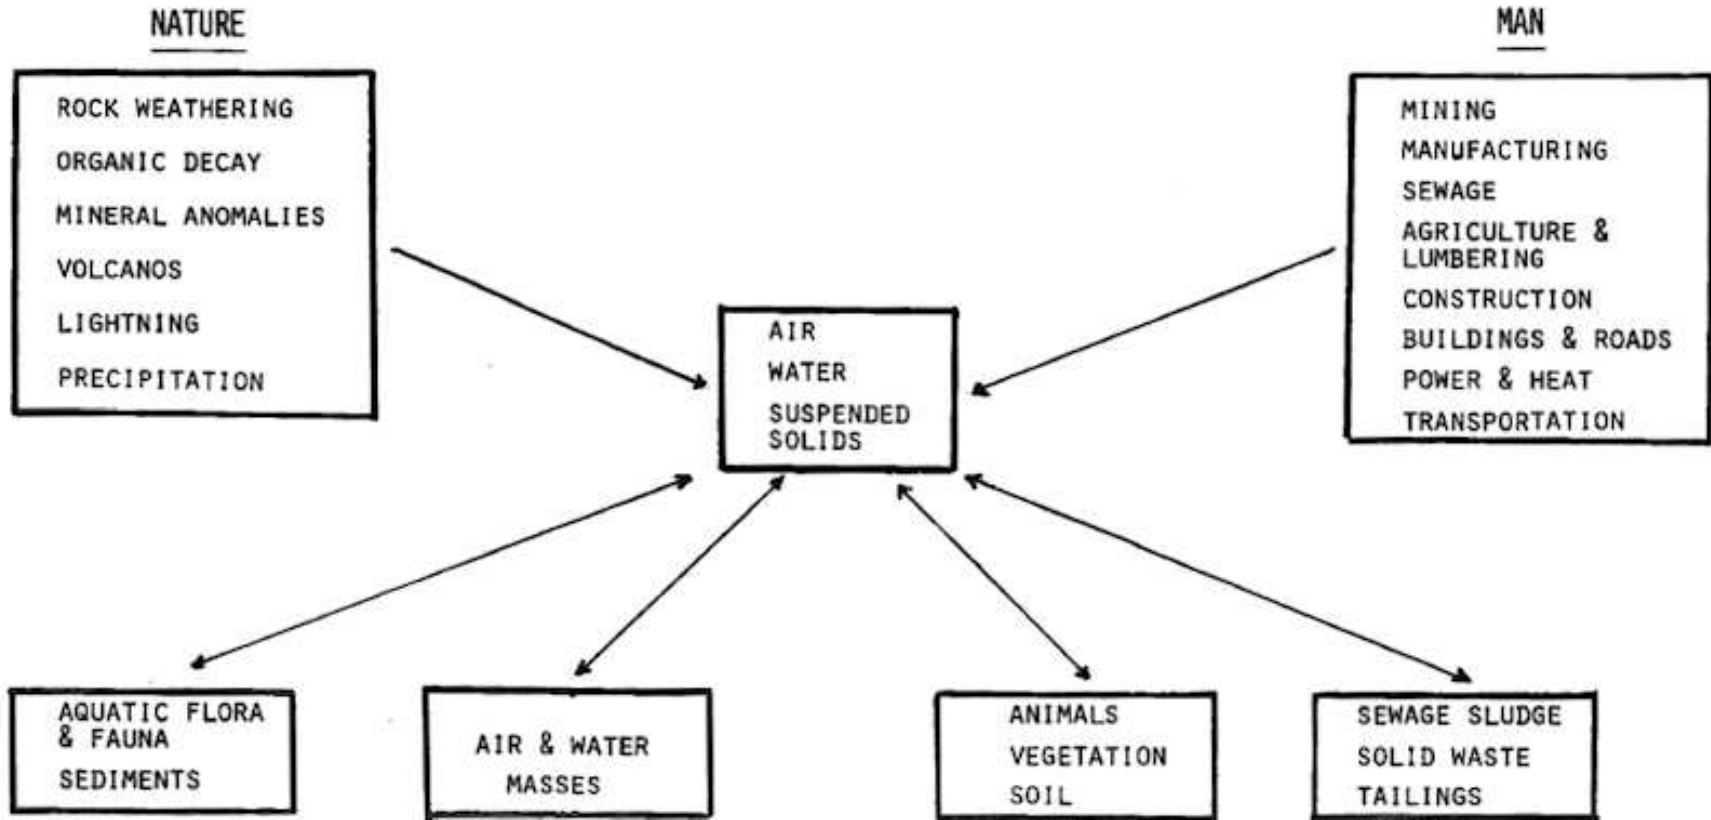 NATURE
ROCK WEATHERING
ORGANIC DECAY
MINERAL ANOMALIES
VOLCANOS
LIGHTNING
PRECIPITATION
MAN
MINING
MANUFACTURING
SEWAGE
AGRICULTURE &
LUMBERING
CONSTRUCTION
BUILDINGS & ROADS
POWER & HEAT
TRANSPORTATION
AIR
WATER
SUSPENDED
SOLIDS
AQUATIC FLORA
& FAUNA
SEDIMENTS
AIR & WATER
MASSES
ANIMALS
VEGETATION
SOIL
SEWAGE SLUDGE
SOLID WASTE
TAILINGS